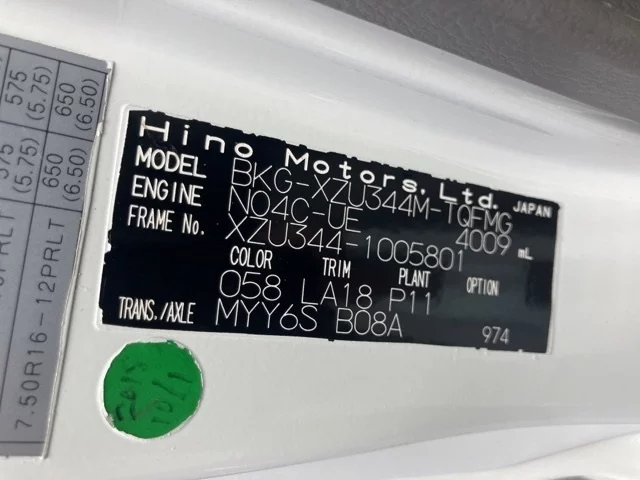 Hino Motors, Ltd. JAPAN
MODEL BKG-XZU344M-TQFMG
ENGINE N04C-UE 4009 mL
FRAME No. XZU344-1005801
COLOR TRIM PLANT OPTION
058 LA18 P11
TRANS./AXLE MYY6S B08A 974
575 575
(5.75) (5.75)
650 650
(6.50) (6.50)
7.50R16-12PRLT